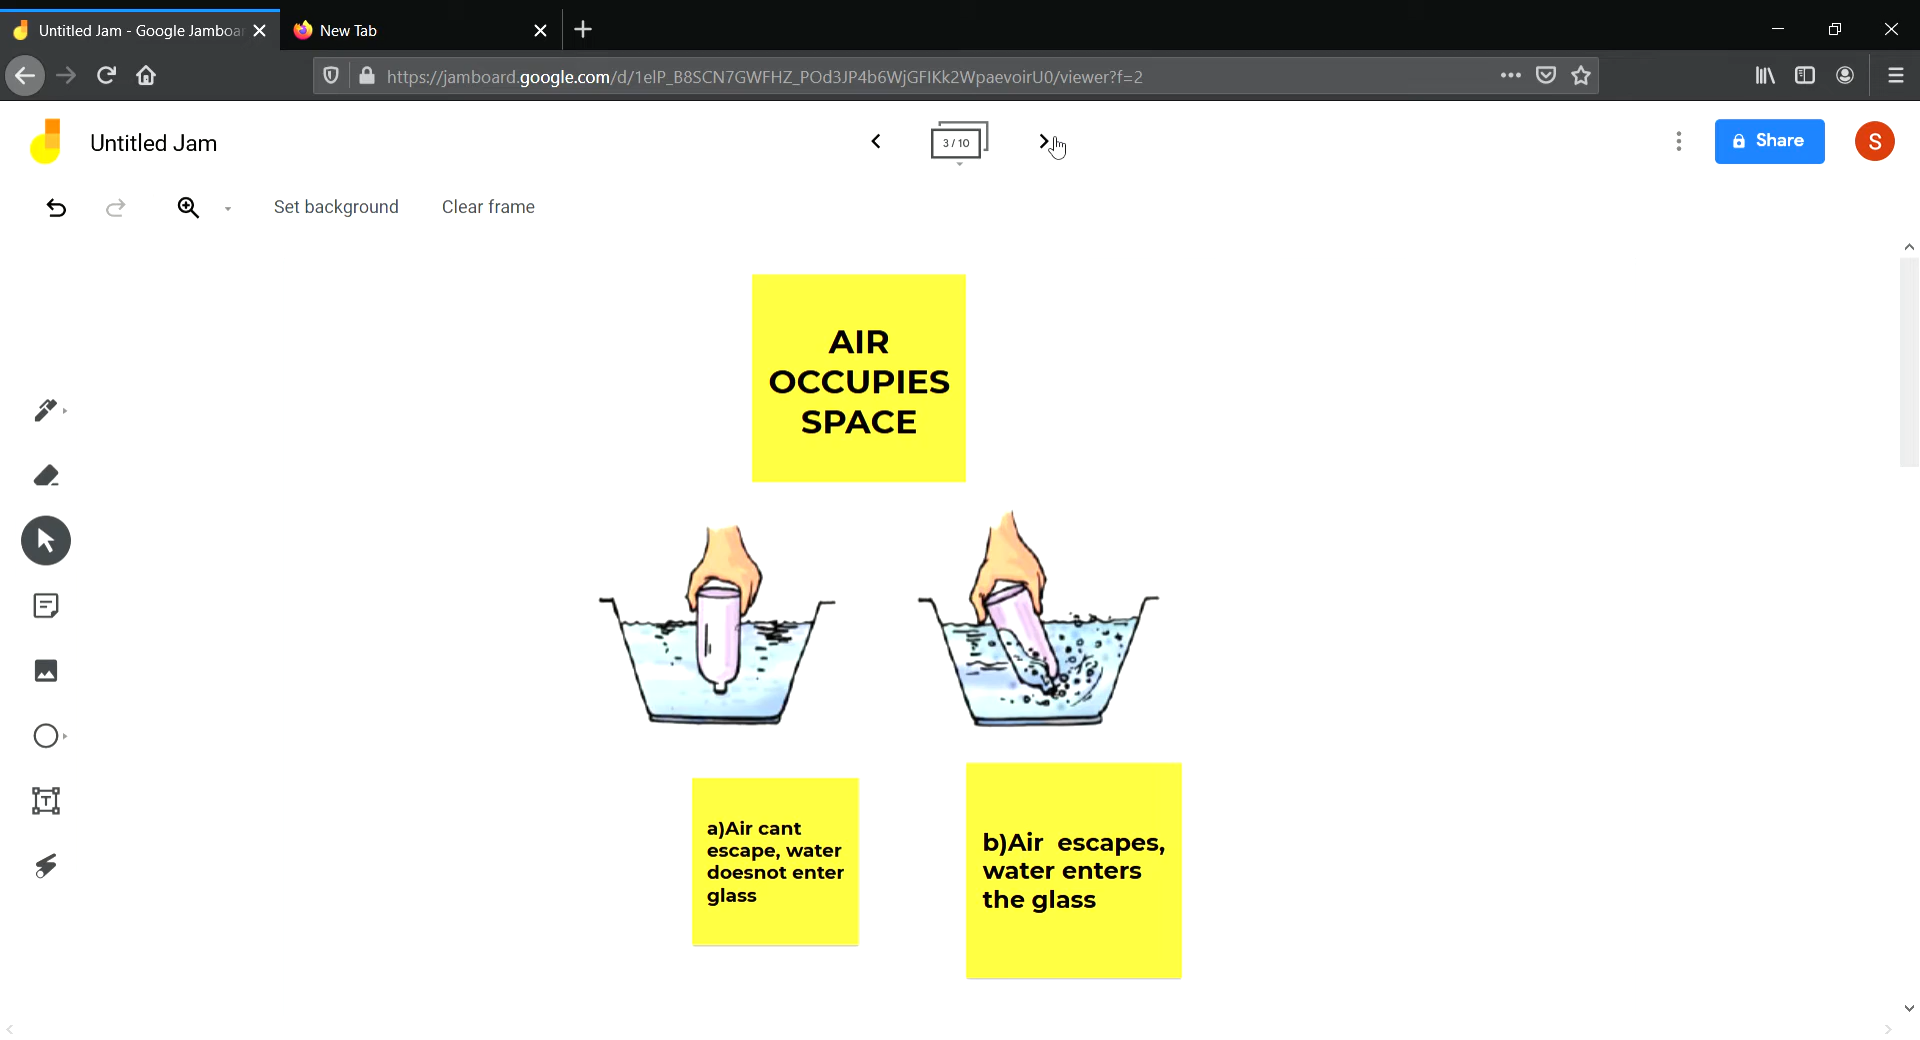 Untitled Jam - Google Jamboar
New Tab
https://jamboard.google.com/d/1elP_B8SCN7GWFHZ_POd3JP4b6WjGFIKk2WpaevoirU0/viewer?f=2
Untitled Jam
3 / 10
Share
S
Set background
Clear frame
AIR
OCCUPIES
SPACE
a)Air cant
escape, water
doesnot enter
glass
b)Air escapes,
water enters
the glass